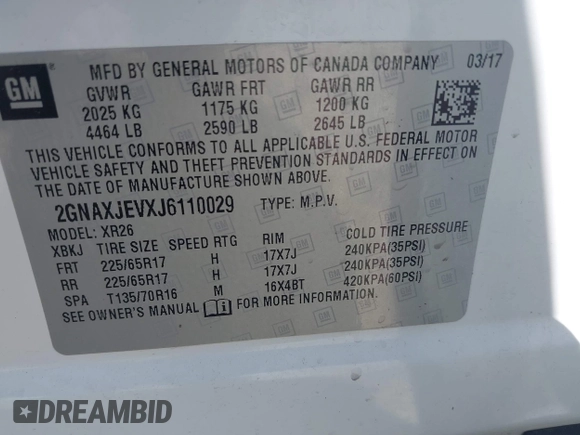 GM
MFD BY GENERAL MOTORS OF CANADA COMPANY 03/17
GVWR GAWR FRT GAWR RR
2025 KG 1175 KG 1200 KG
4464 LB 2590 LB 2645 LB
THIS VEHICLE CONFORMS TO ALL APPLICABLE U.S. FEDERAL MOTOR
VEHICLE SAFETY AND THEFT PREVENTION STANDARDS IN EFFECT ON
THE DATE OF MANUFACTURE SHOWN ABOVE.
2GNAXJEVXJ6110029 TYPE: M.P.V.
MODEL: XR26
XBKJ TIRE SIZE SPEED RTG RIM COLD TIRE PRESSURE
FRT 225/65R17 H 17X7J 240KPA(35PSI)
RR 225/65R17 H 17X7J 240KPA(35PSI)
SPA T135/70R16 M 16X4BT 420KPA(60PSI)
SEE OWNER'S MANUAL FOR MORE INFORMATION.
DREAMBID